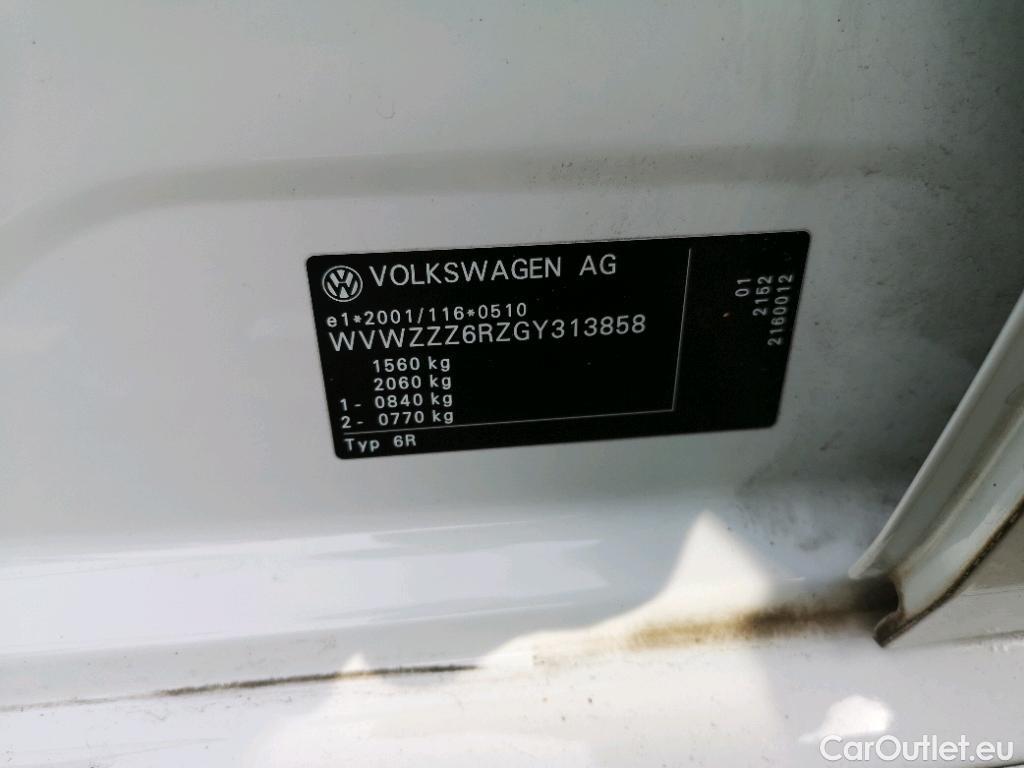 VOLKSWAGEN AG
e1*2001/116*0510
WVWZZZ6RZGY313858
1560 kg
2060 kg
1- 0840 kg
2- 0770 kg
Typ 6R
01
2152
2160012
CarOutlet.eu